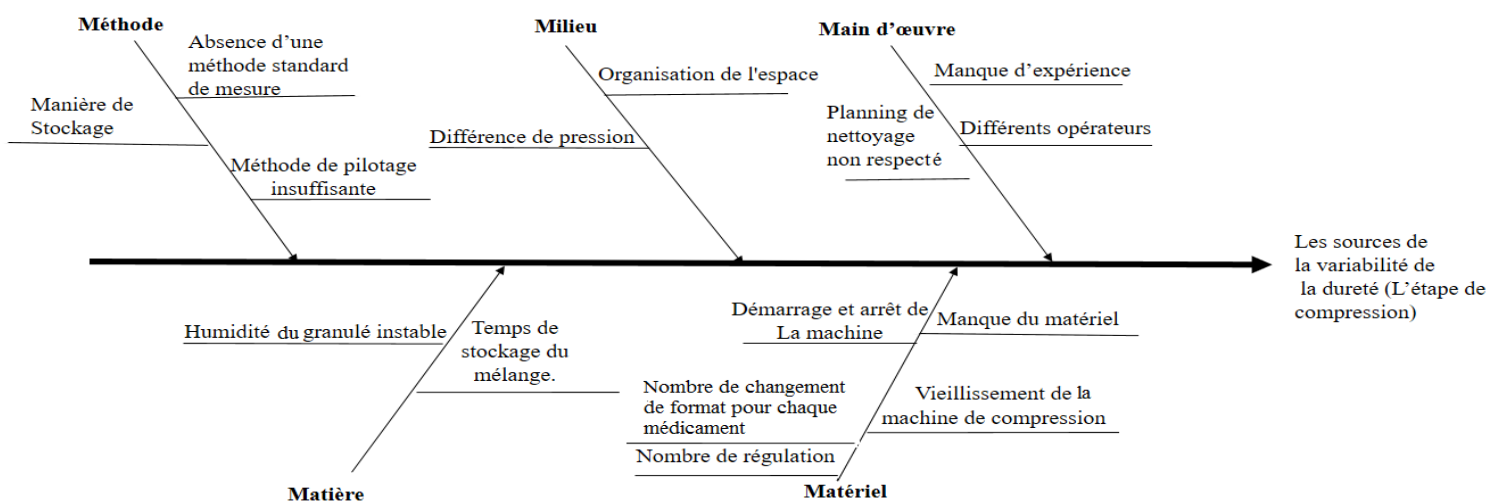 Méthode
Absence d’une
méthode standard
de mesure
Manière de
Stockage
Méthode de pilotage
insuffisante
Milieu
Organisation de l'espace
Différence de pression
Main d’œuvre
Manque d’expérience
Planning de
nettoyage
non respecté
Différents opérateurs
Les sources de
la variabilité de
la dureté (L’étape de
compression)
Humidité du granulé instable
Temps de
stockage du
mélange.
Matière
Démarrage et arrêt de
La machine
Manque du matériel
Nombre de changement
de format pour chaque
médicament
Vieillissement de la
machine de compression
Nombre de régulation
Matériel